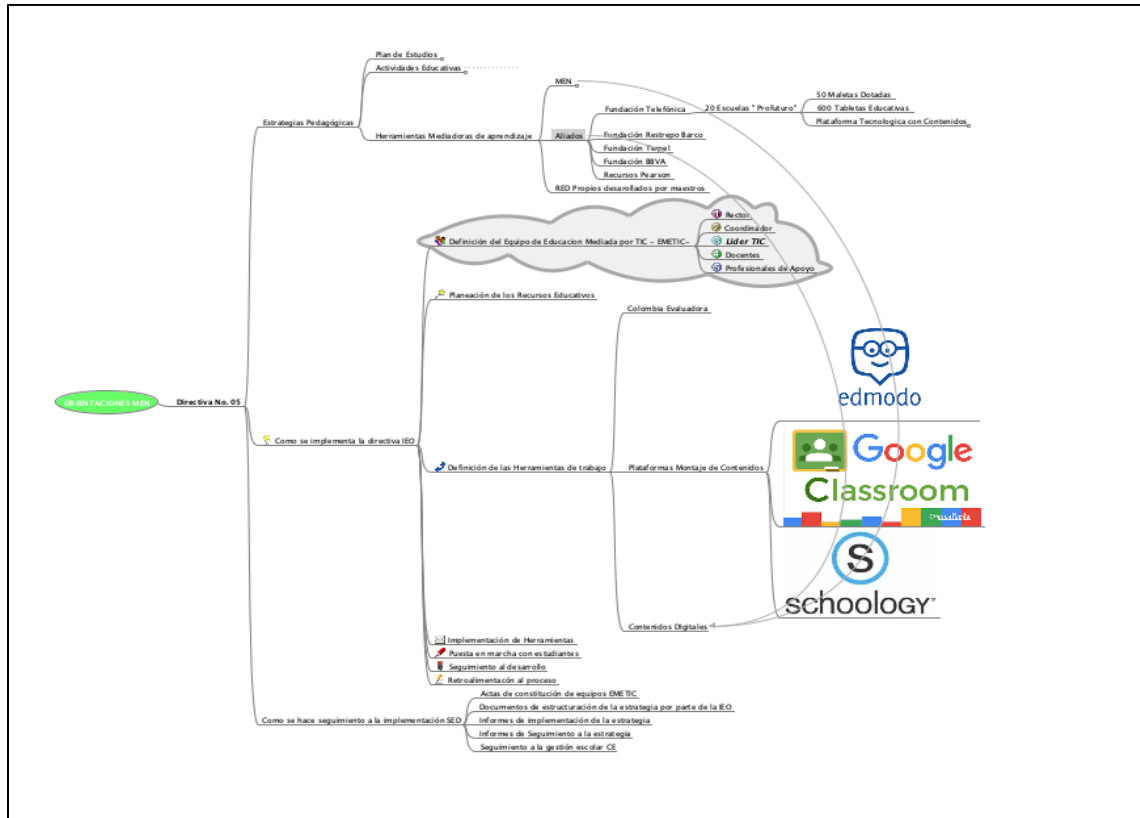 Plan de Estudios
Actividades Educativas
MEN
50 Maletas Dotadas
Fundación Telefónica
20 Escuelas " Profuturo"
600 Tabletas Educativas
Plataforma Tecnologica con Contenidos
Estrategias Pedagógicas
Herramientas Mediadoras de aprendizaje
Aliados
Fundación Restrepo Barco
Fundación
Fundación BBVA
Recursos Pearson
RED Propios desarollados por maestros
Rector
Coordinador
Definición del Equipo de Educacion Mediada por TIC - EMETIC-
Lider TIC
Docentes
Profesionales de Apoyo
Planeación de los Recursos Educativos
Colombia Evaluadora
edmodo
ORIENTACIONES MEN
Directiva No. 05
Como se implementa la directiva IEO
Definición de las Herramientas de trabajo
Plataformas Montaje de Contenidos
Google
Classroom
S
schoology
Contenidos Digitales
Implementación de Herramientas
Puesta en marcha con estudiantes
Seguimiento al desarrollo
Retroalimentacón al proceso
Como se hace seguimiento a la implementación SED
Actas de constitución de equipos EMETIC
Documentos de estructuración de la estrategia por parte de la IEO
Informes de implementación de la estrategia
Informes de Seguimiento a la estrategia
Seguimiento a la gestión escolar CE